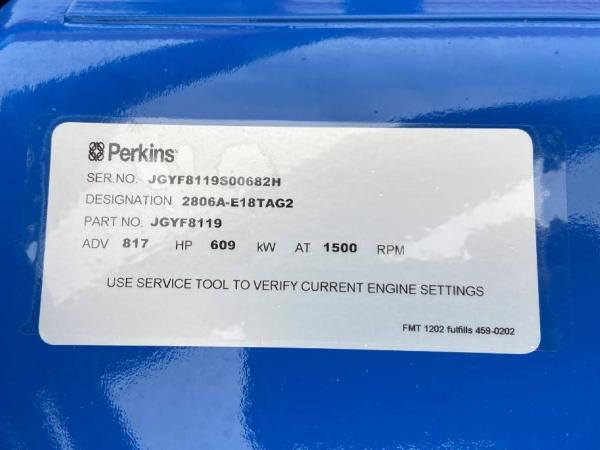 Perkins
SER.NO. JGYF8119S00682H
DESIGNATION 2806A-E18TAG2
PART NO. JGYF8119
ADV 817 HP 609 kW AT 1500 RPM
USE SERVICE TOOL TO VERIFY CURRENT ENGINE SETTINGS
FMT 1202 fulfills 459-0202